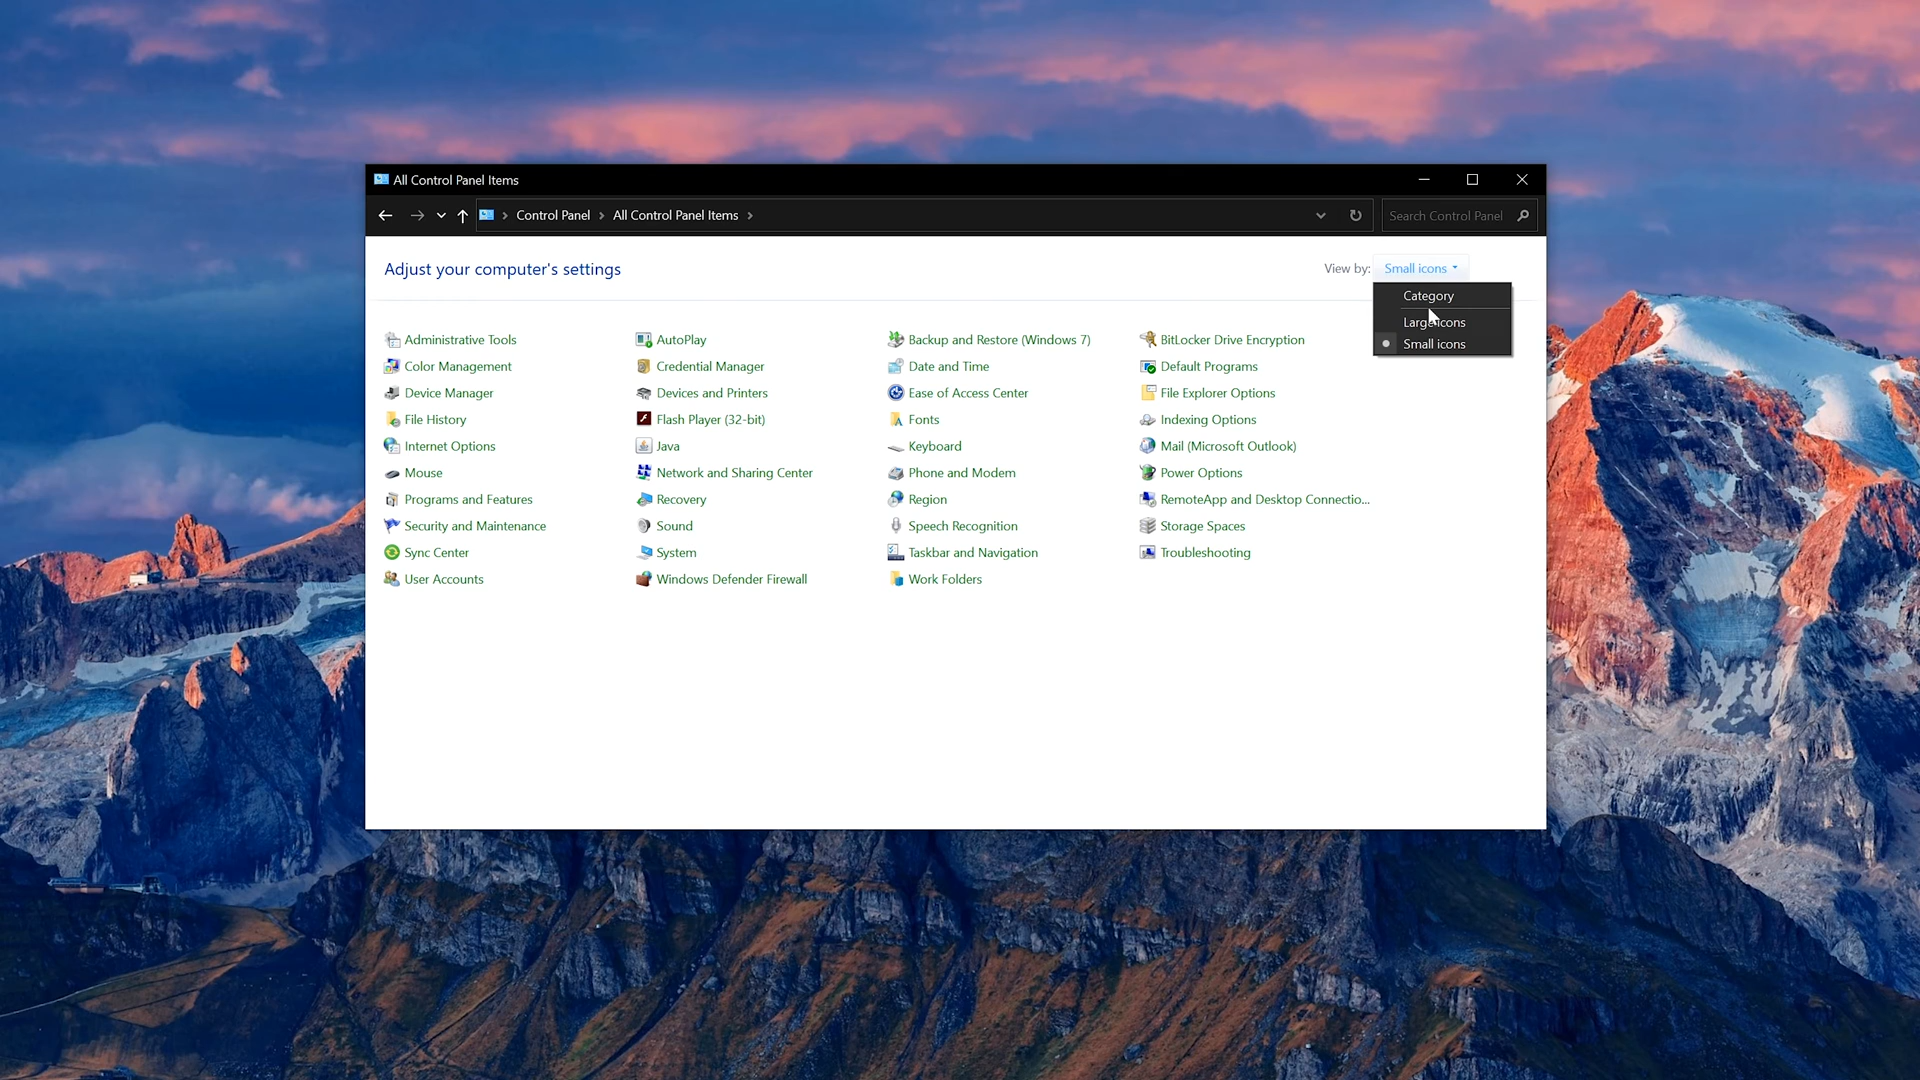 All Control Panel Items
Control Panel > All Control Panel Items >
Search Control Panel
Adjust your computer's settings
View by: Small icons
Category
Large icons
Small icons
Administrative Tools
AutoPlay
Backup and Restore (Windows 7)
BitLocker Drive Encryption
Color Management
Credential Manager
Date and Time
Default Programs
Device Manager
Devices and Printers
Ease of Access Center
File Explorer Options
File History
Flash Player (32-bit)
Fonts
Indexing Options
Internet Options
Java
Keyboard
Mail (Microsoft Outlook)
Mouse
Network and Sharing Center
Phone and Modem
Power Options
Programs and Features
Recovery
Region
RemoteApp and Desktop Connectio...
Security and Maintenance
Sound
Speech Recognition
Storage Spaces
Sync Center
System
Taskbar and Navigation
Troubleshooting
User Accounts
Windows Defender Firewall
Work Folders